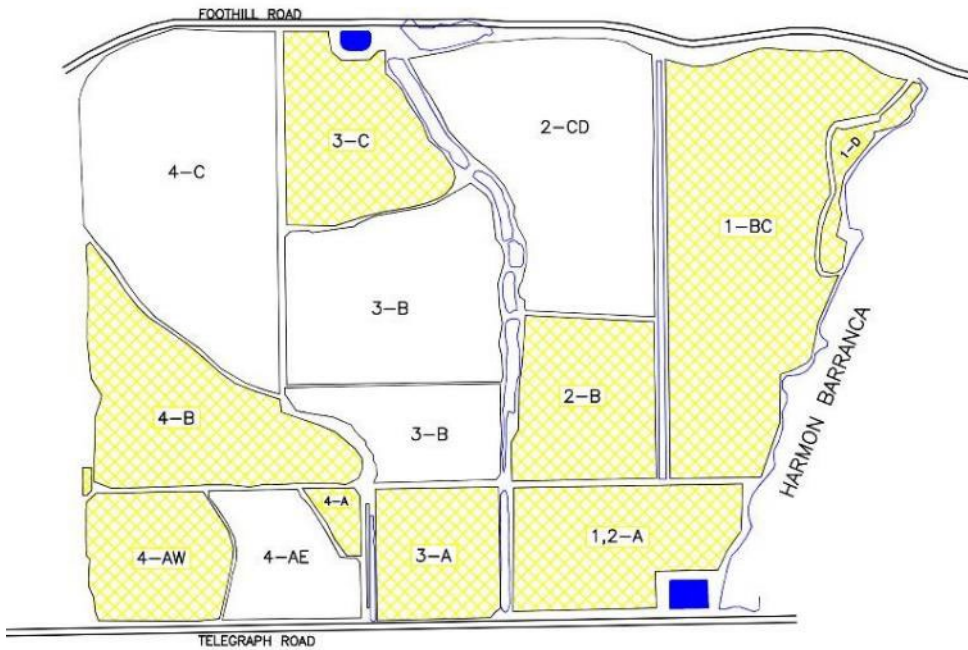 FOOTHILL ROAD
2-CD
3-C
1-D
4-C
1-BC
3-B
HARMON BARRANCA
2-B
4-B
3-B
4-A
1,2-A
4-AW
4-AE
3-A
TELEGRAPH ROAD